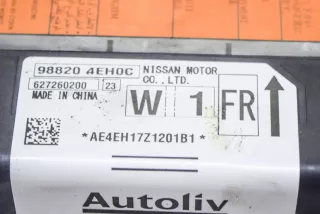 98820 4EH0C NISSAN MOTOR
CO., LTD.
627260200 23
MADE IN CHINA
W 1 FR
*AE4EH17Z1201B1*
Autoliv